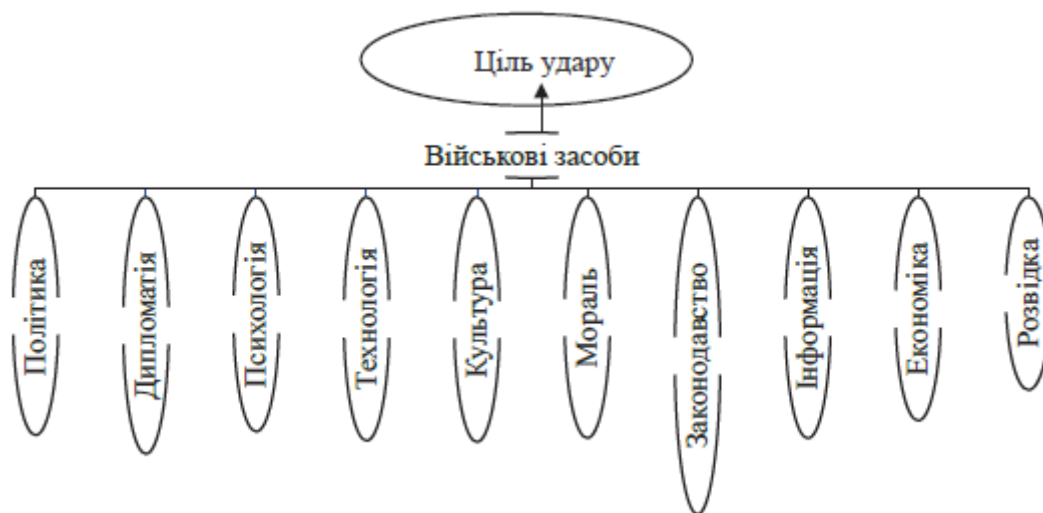 Ціль удару
Військові засоби
Політика
Дипломатія
Психологія
Технологія
Культура
Мораль
Законодавство
Інформація
Економіка
Розвідка